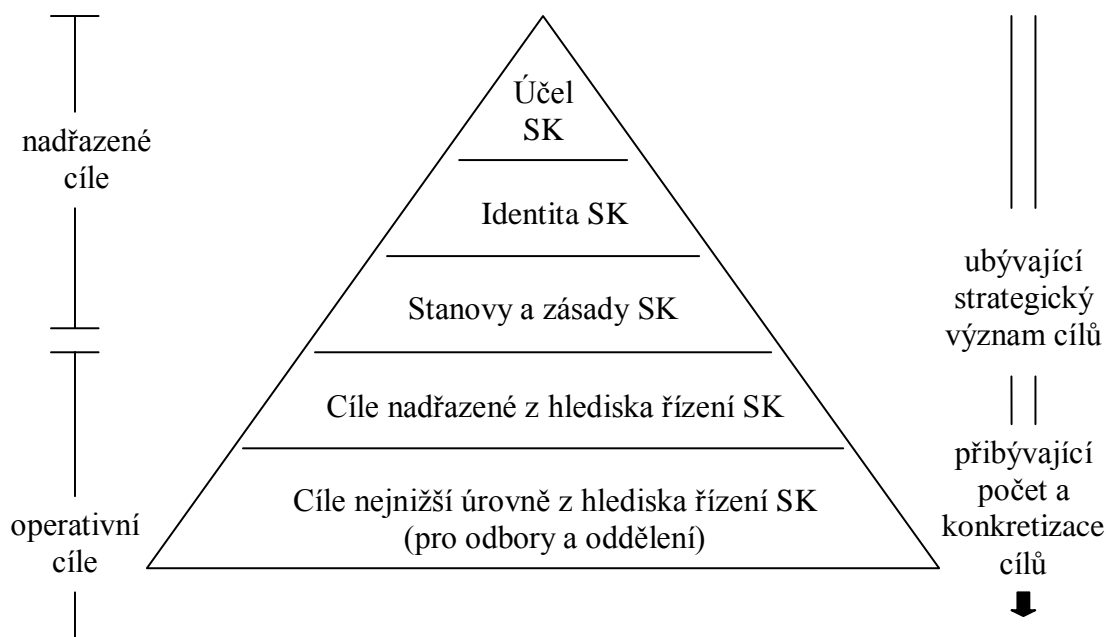 nadřazené
cíle
operativní
cíle
Účel
SK
Identita SK
Stanovy a zásady SK
Cíle nadřazené z hlediska řízení SK
Cíle nejnižší úrovně z hlediska řízení SK
(pro odbory a oddělení)
ubývající
strategický
význam cílů
přibývající
počet a
konkretizace
cílů